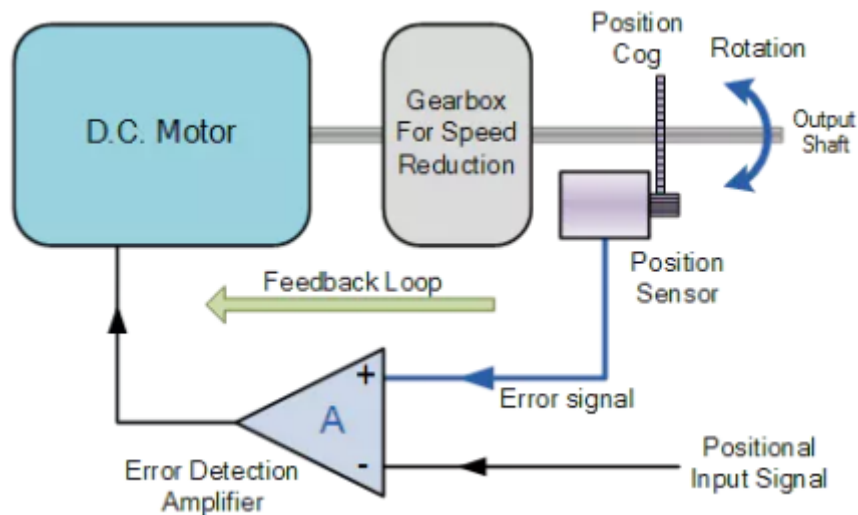 D.C. Motor
Gearbox
For Speed
Reduction
Position
Cog
Rotation
Output
Shaft
Position
Sensor
Feedback Loop
+
A
-
Error signal
Error Detection
Amplifier
Positional
Input Signal